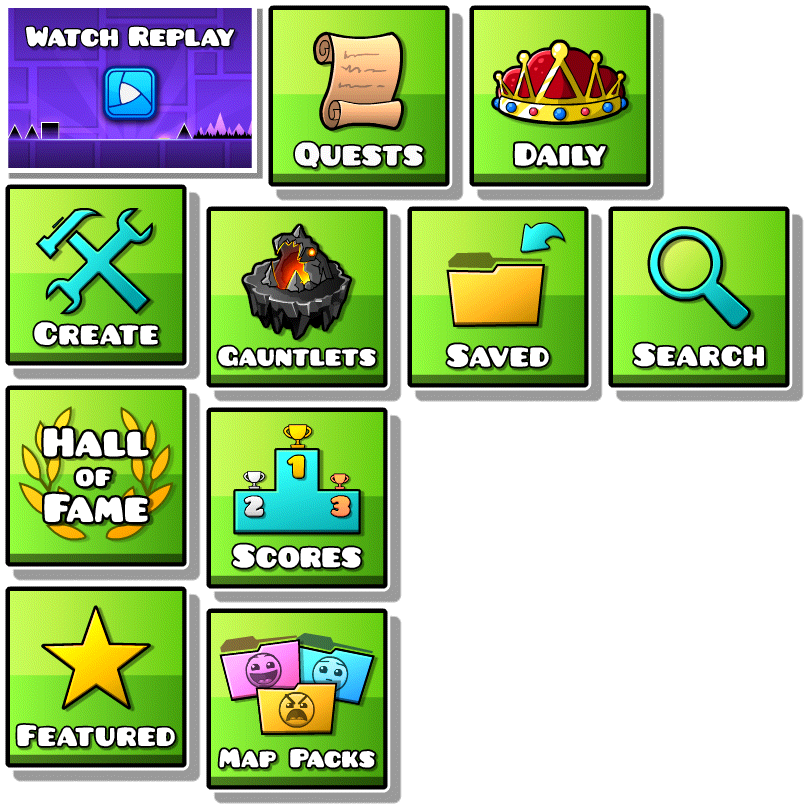 Watch Replay
Quests
Daily
Create
Gauntlets
Saved
Search
Hall
of
Fame
1
2
3
Scores
Featured
Map Packs